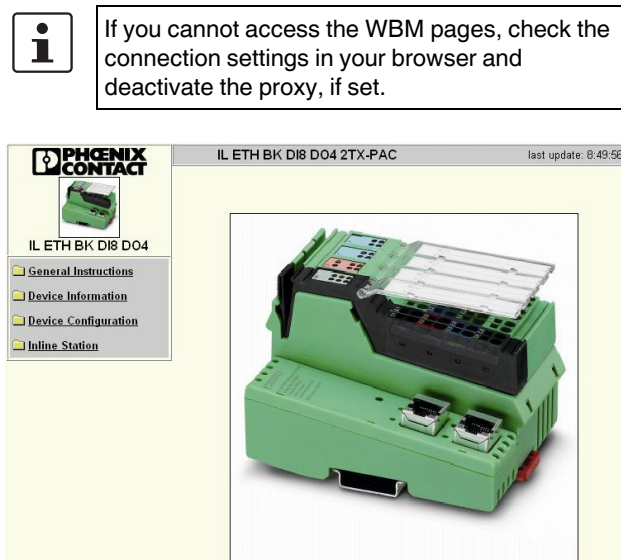 If you cannot access the WBM pages, check the
connection settings in your browser and
deactivate the proxy, if set.
PHŒNIX
CONTACT
IL ETH BK DI8 DO4 2TX-PAC
last update: 8:49:56
IL ETH BK DI8 DO4
General Instructions
Device Information
Device Configuration
Inline Station